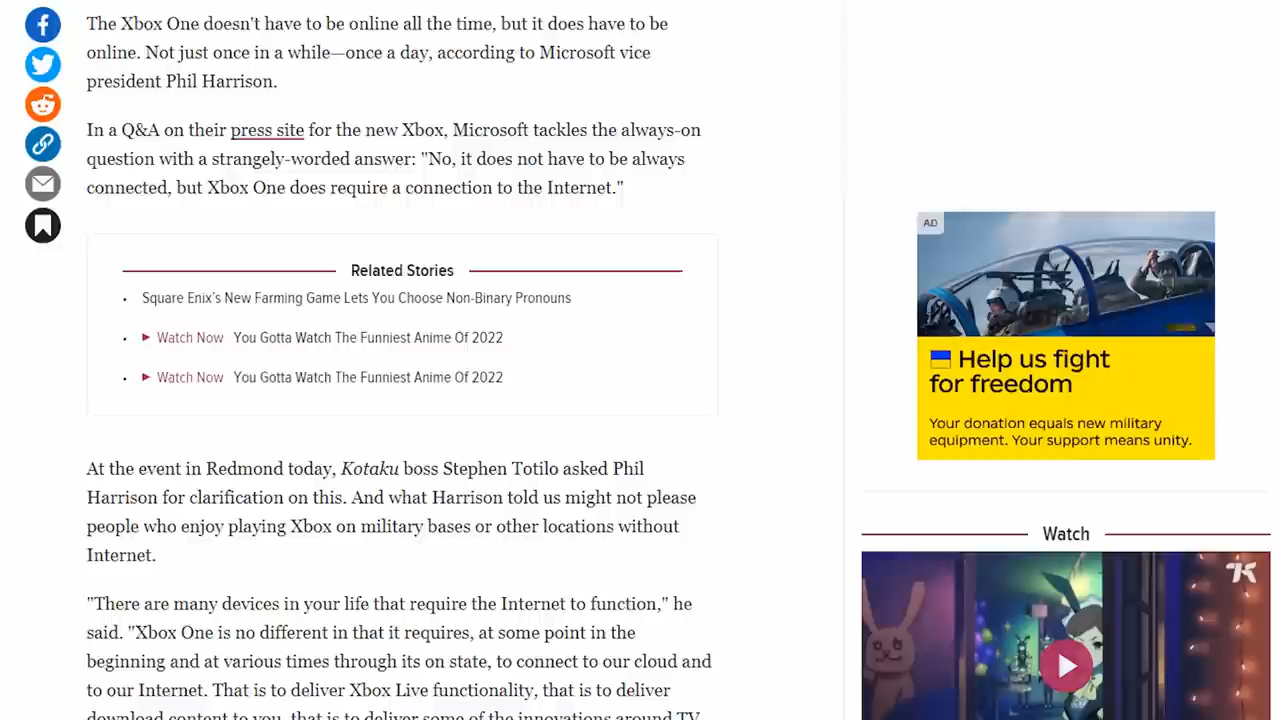 The Xbox One doesn't have to be online all the time, but it does have to be
online. Not just once in a while—once a day, according to Microsoft vice
president Phil Harrison.
In a Q&A on their press site for the new Xbox, Microsoft tackles the always-on
question with a strangely-worded answer: "No, it does not have to be always
connected, but Xbox One does require a connection to the Internet."
Related Stories
• Square Enix's New Farming Game Lets You Choose Non-Binary Pronouns
• Watch Now You Gotta Watch The Funniest Anime Of 2022
• Watch Now You Gotta Watch The Funniest Anime Of 2022
At the event in Redmond today, Kotaku boss Stephen Totilo asked Phil
Harrison for clarification on this. And what Harrison told us might not please
people who enjoy playing Xbox on military bases or other locations without
Internet.
"There are many devices in your life that require the Internet to function," he
said. "Xbox One is no different in that it requires, at some point in the
beginning and at various times through its on state, to connect to our cloud and
to our Internet. That is to deliver Xbox Live functionality, that is to deliver
download content to you, that is to deliver some of the innovations around TV
AD
Help us fight
for freedom
Your donation equals new military
equipment. Your support means unity.
Watch